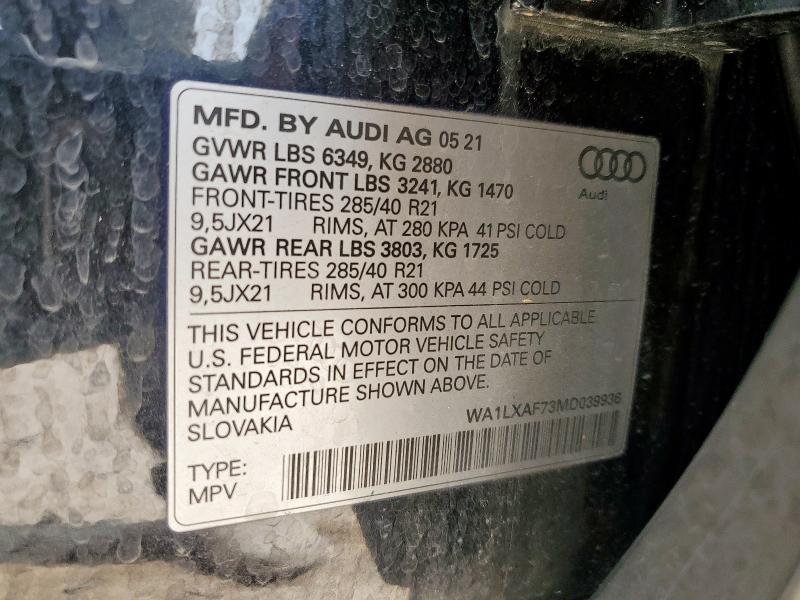 MFD. BY AUDI AG 05 21
GVWR LBS 6349, KG 2880
GAWR FRONT LBS 3241, KG 1470
FRONT-TIRES 285/40 R21
9,5JX21 RIMS, AT 280 KPA 41 PSI COLD
GAWR REAR LBS 3803, KG 1725
REAR-TIRES 285/40 R21
9,5JX21 RIMS, AT 300 KPA 44 PSI COLD
Audi
THIS VEHICLE CONFORMS TO ALL APPLICABLE
U.S. FEDERAL MOTOR VEHICLE SAFETY
STANDARDS IN EFFECT ON THE DATE OF
MANUFACTURE SHOWN ABOVE.
SLOVAKIA
WA1LXAF73MD039936
TYPE:
MPV